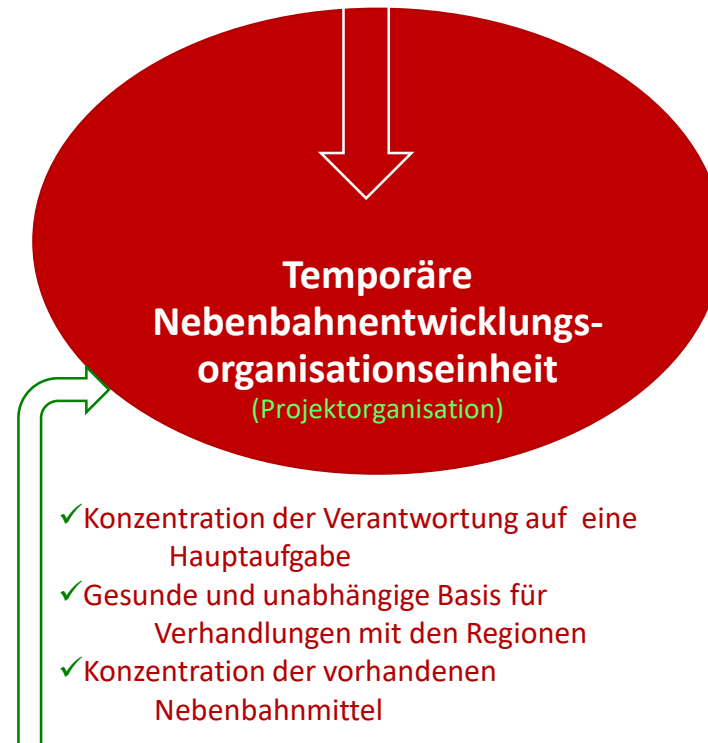 Temporäre
Nebenbahnentwicklungs-
organisationseinheit
(Projektorganisation)
✓Konzentration der Verantwortung auf eine
Hauptaufgabe
✓Gesunde und unabhängige Basis für
Verhandlungen mit den Regionen
✓Konzentration der vorhandenen
Nebenbahnmittel